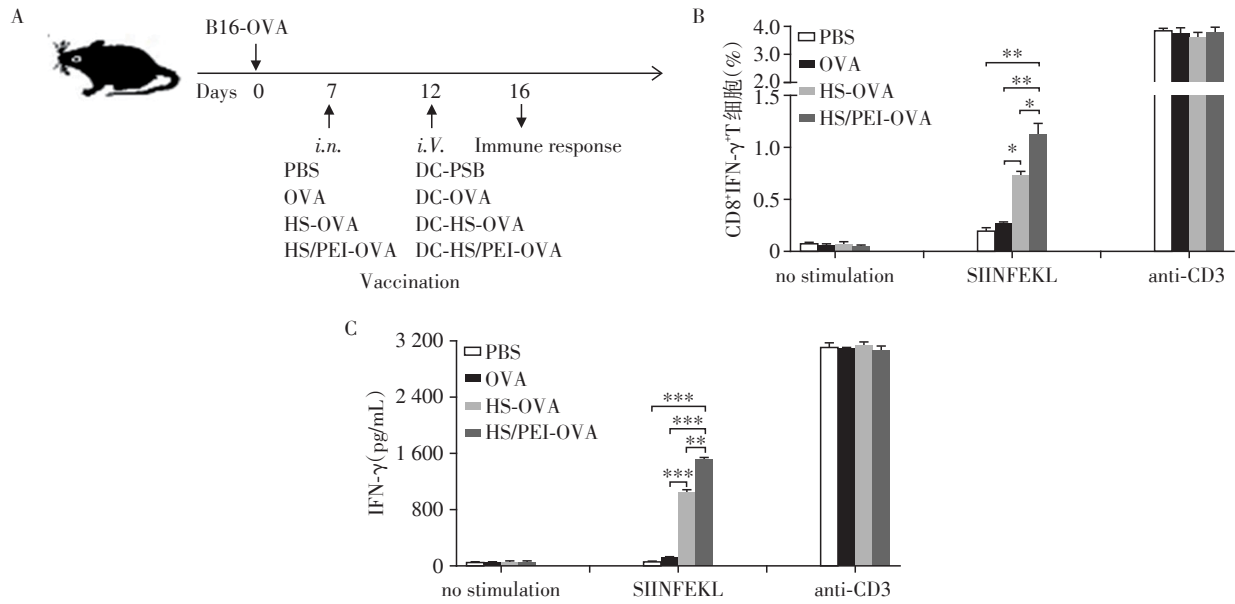 A
B16-OVA
Days 0 7 12 16
i.n. i.V. Immune response
PBS DC-PSB
OVA DC-OVA
HS-OVA DC-HS-OVA
HS/PEI-OVA DC-HS/PEI-OVA
Vaccination
B
CD8⁺IFN-γ⁺T细胞(%)
4.0
3.0
2.0
1.5
1.0
0.5
0
PBS
OVA
HS-OVA
HS/PEI-OVA
**
**
*
*
no stimulation SIINFEKL anti-CD3
C
IFN-γ(pg/mL)
3 200
2 400
1 600
800
0
PBS
OVA
HS-OVA
HS/PEI-OVA
***
***
**
***
no stimulation SIINFEKL anti-CD3